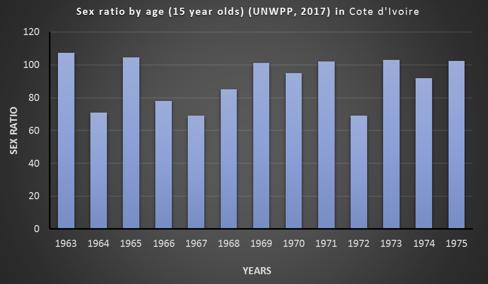 Sex ratio by age (15 year olds) (UNWPP, 2017) in Cote d'Ivoire
120
100
80
60
40
20
0
SEX RATIO
1963 1964 1965 1966 1967 1968 1969 1970 1971 1972 1973 1974 1975
YEARS